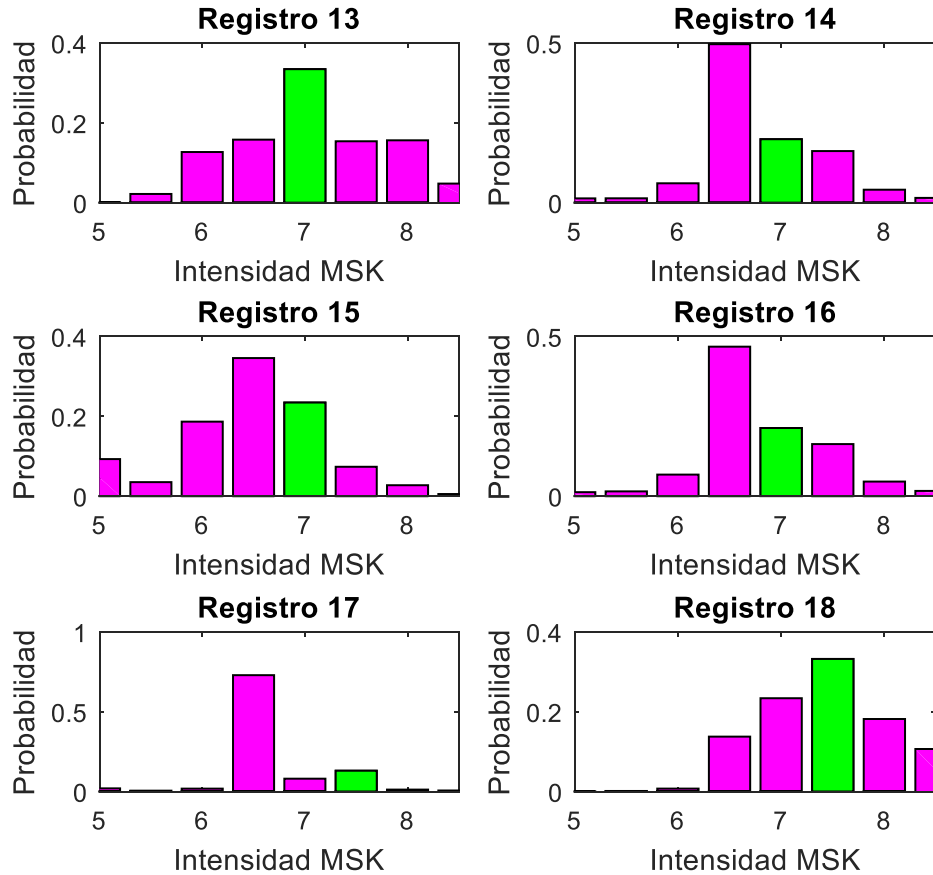 Registro 13
Probabilidad
0.4
0.2
0
5 6 7 8
Intensidad MSK
Registro 14
Probabilidad
0.5
0
5 6 7 8
Intensidad MSK
Registro 15
Probabilidad
0.4
0.2
0
5 6 7 8
Intensidad MSK
Registro 16
Probabilidad
0.5
0
5 6 7 8
Intensidad MSK
Registro 17
Probabilidad
1
0.5
0
5 6 7 8
Intensidad MSK
Registro 18
Probabilidad
0.4
0.2
0
5 6 7 8
Intensidad MSK